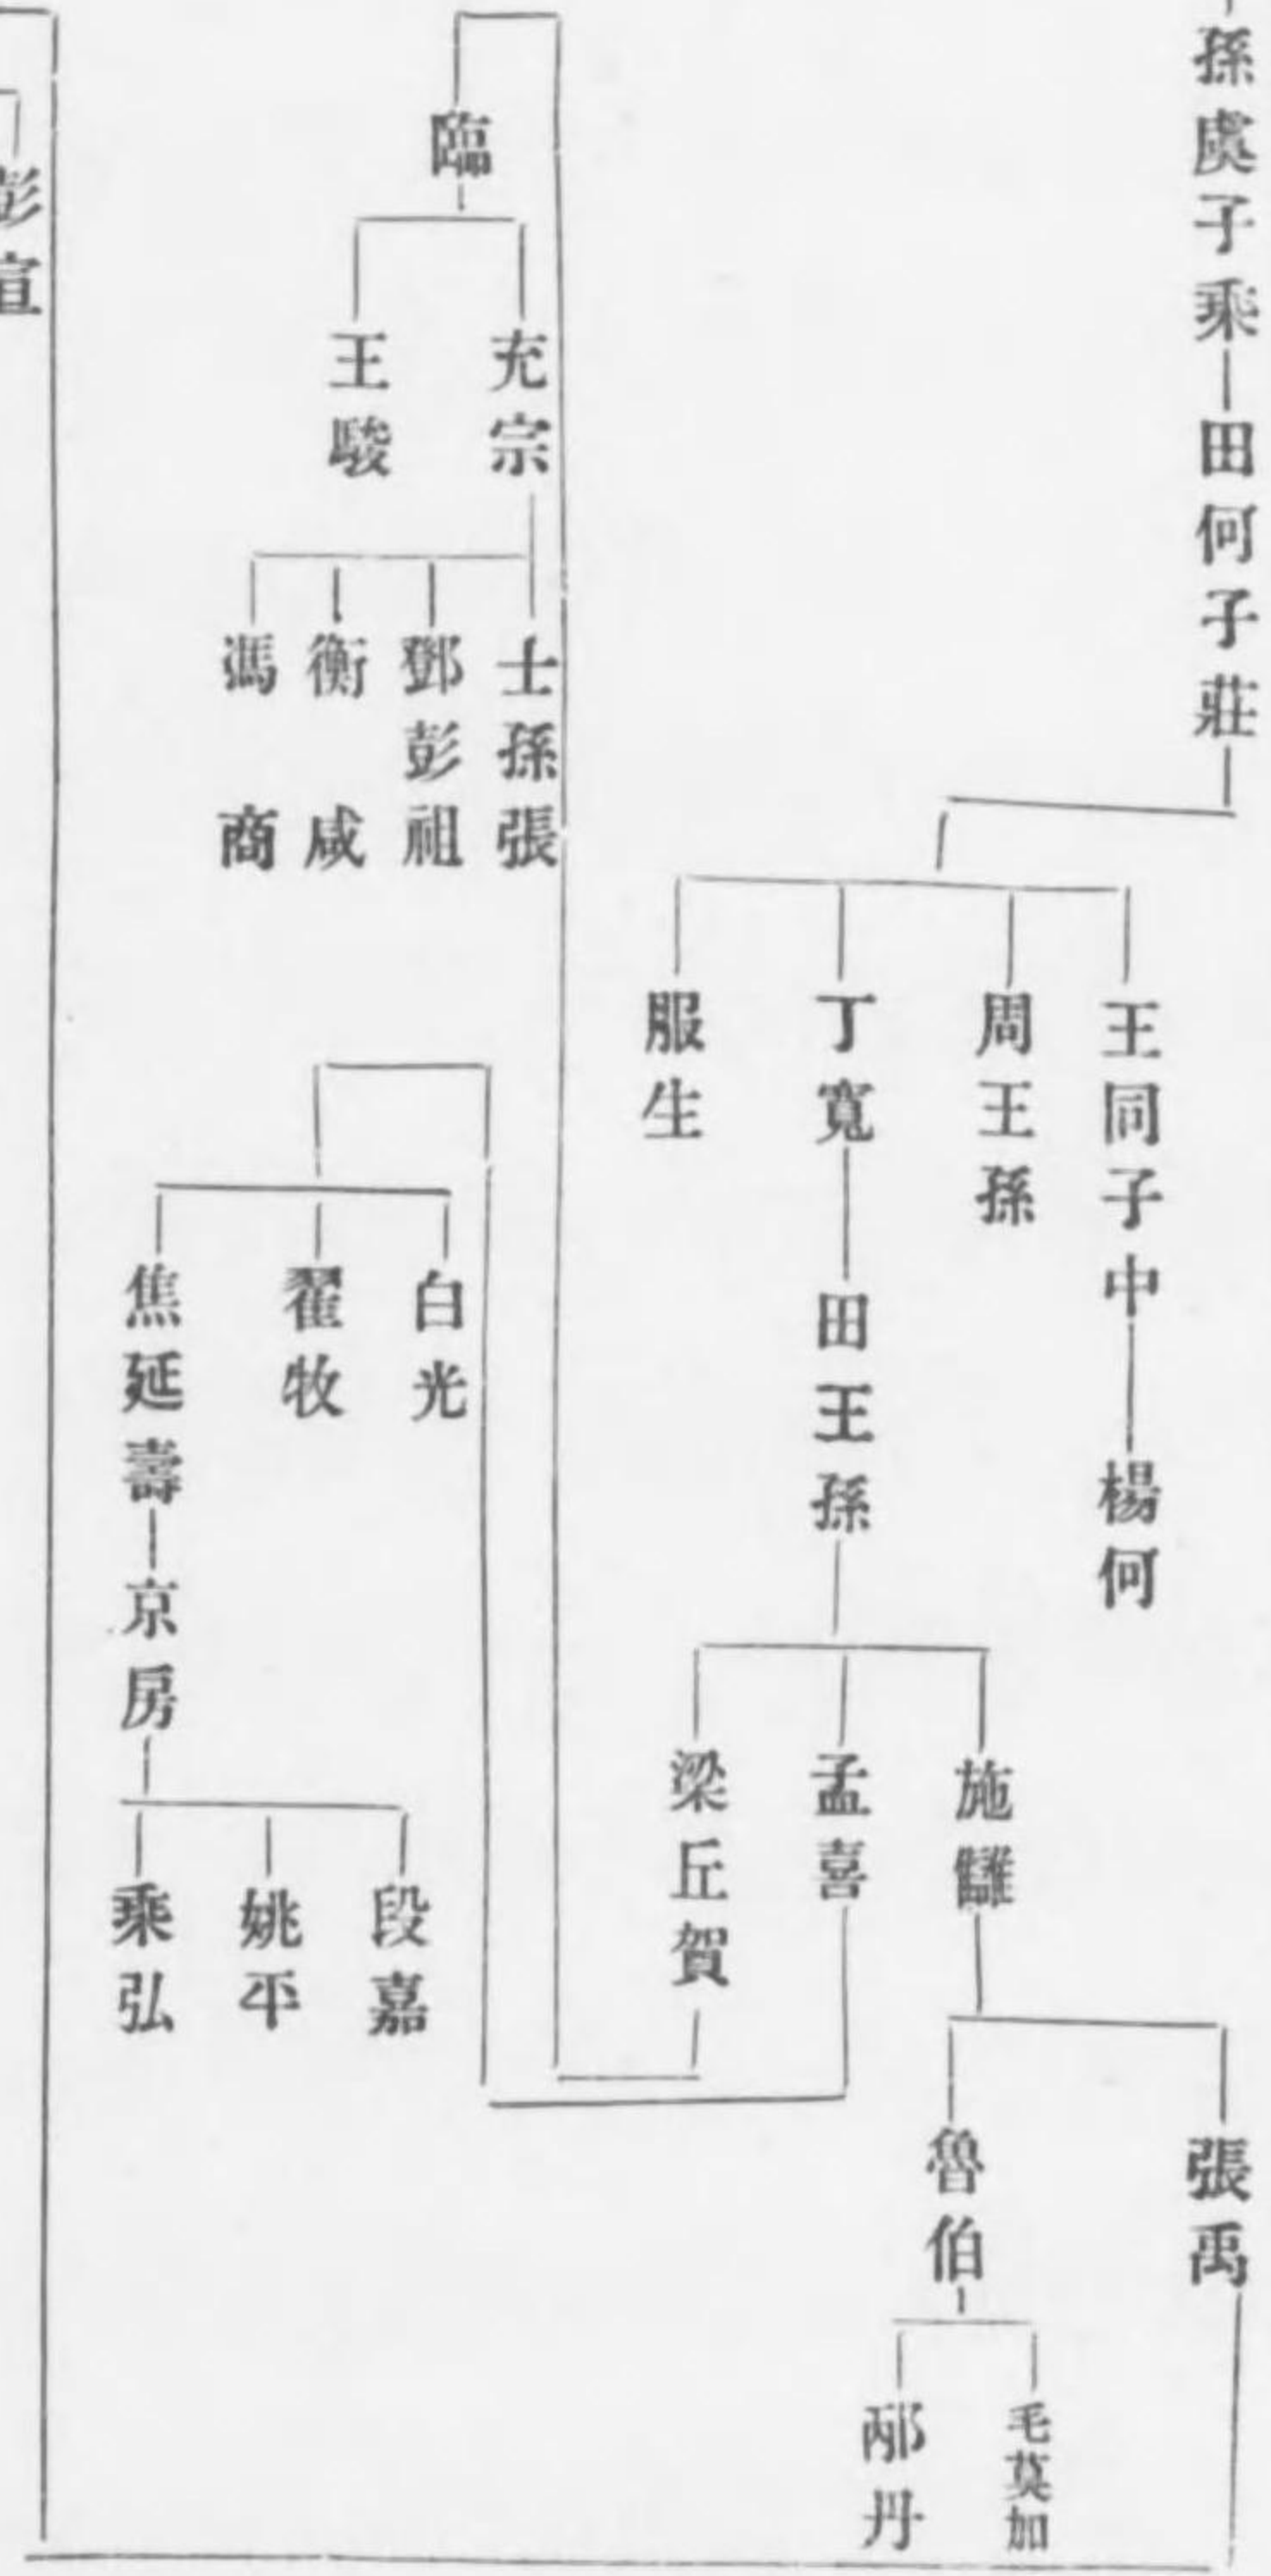 孫虞子乘
田何子莊
王同子中
楊何
周王孫
丁寬
田王孫
服生
施讎
孟喜
梁丘賀
張禹
魯伯
毛莫加
邴丹
臨
充宗
王駿
士孫張
鄧彭祖
衡咸
馮商
白光
翟牧
焦延壽
京房
段嘉
姚平
乘弘
彭宣